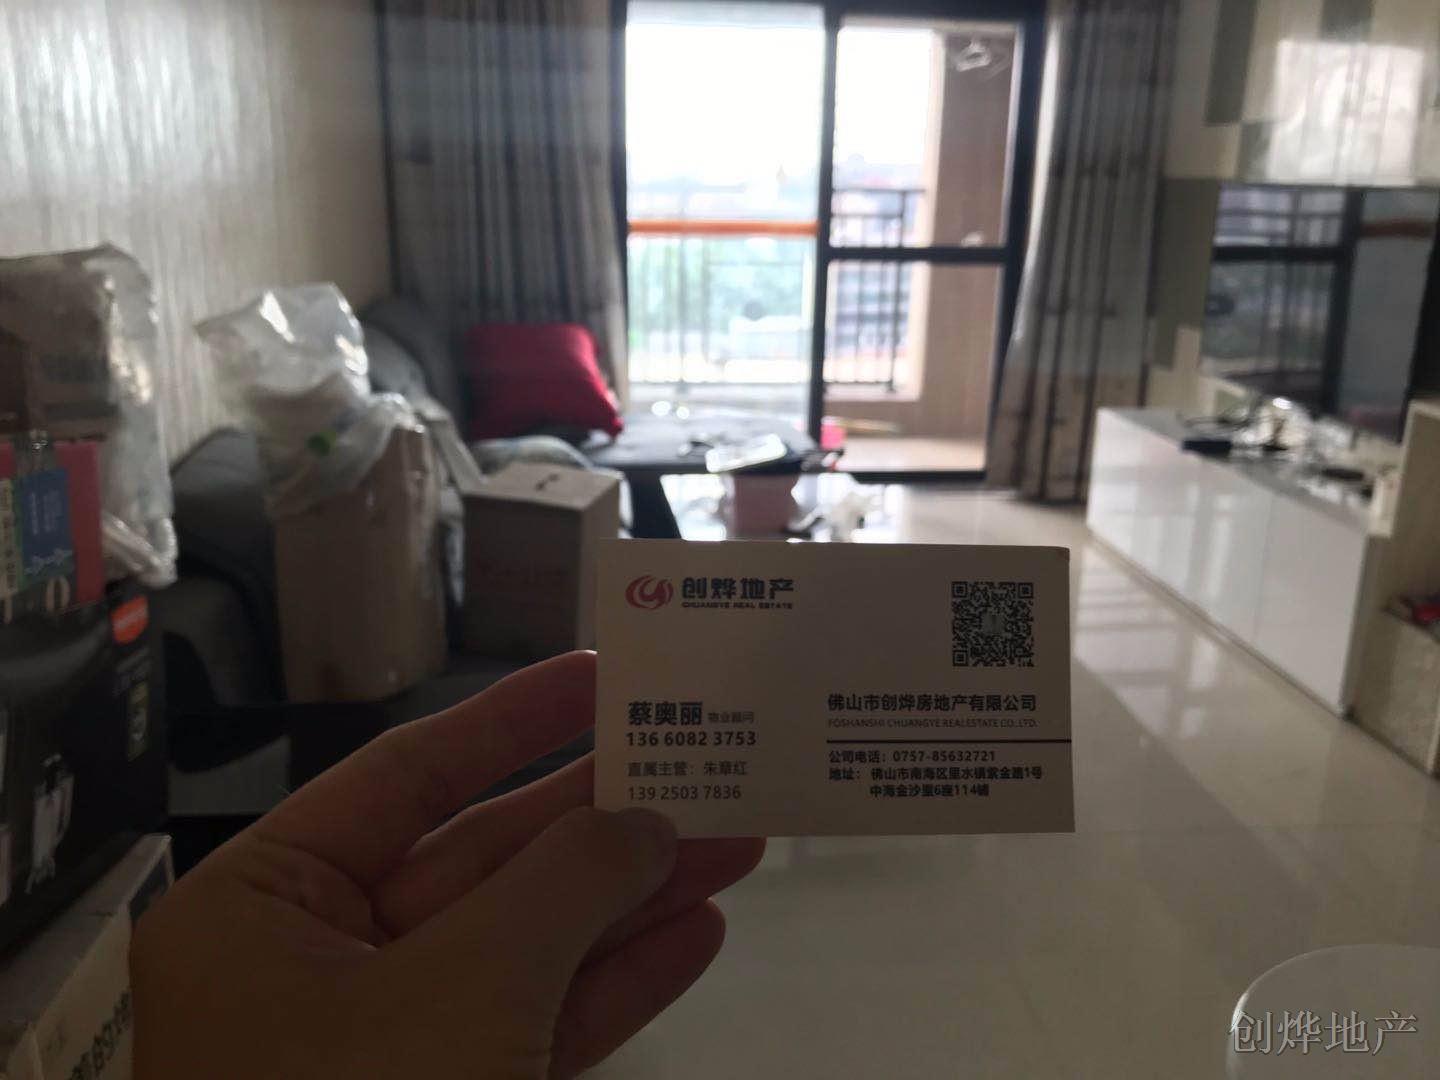 创烨地产
CHUANGYE REAL ESTATE
蔡奥丽 物业顾问
136 6082 3753
直属主管：朱章红
139 2503 7836
佛山市创烨房地产有限公司
FOSHANSHI CHUANGYE REALESTATE CO.,LTD.
公司电话：0757-85632721
地址：佛山市南海区里水镇紫金路1号
中海金沙里6座114铺
创烨地产